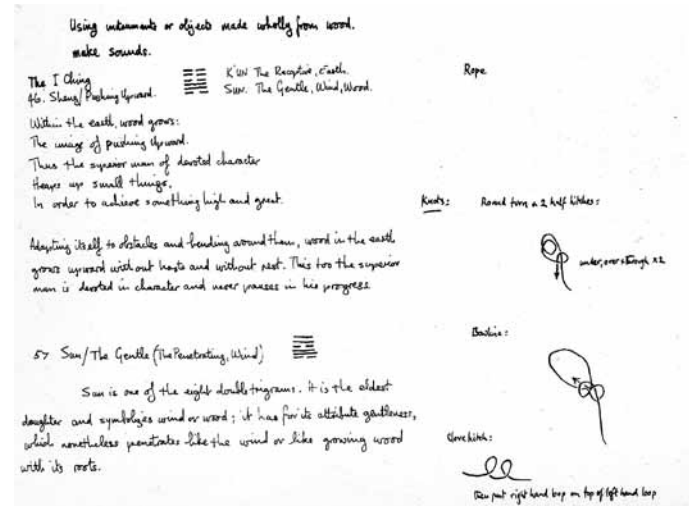 Using instruments or objects made wholly from wood.
make sounds.
The I Ching
46. Sheng/Pushing Upward.
K'UN The Receptive, Earth.
SUN. The Gentle, Wind, Wood.
Within the earth, wood grows:
The image of pushing Upward.
Thus the superior man of devoted character
Heaps up small things,
In order to achieve something high and great.
Adapting itself to obstacles and bending around them, wood in the earth
grows upward without haste and without rest. This too the superior
man is devoted in character and never pauses in his progress
57 Sun/The Gentle (The Penetrating, Wind)
Sun is one of the eight double trigrams. it is the eldest
daughter and symbolizes wind or wood; it has for its attribute gentleness,
which nonetheless penetrates like the wind or like growing wood
with its roots.
Rope
Knots:
Round turn & 2 half hitches:
under, over & through x2
Bowline:
Clove hitch:
then put right hand loop on top of left hand loop